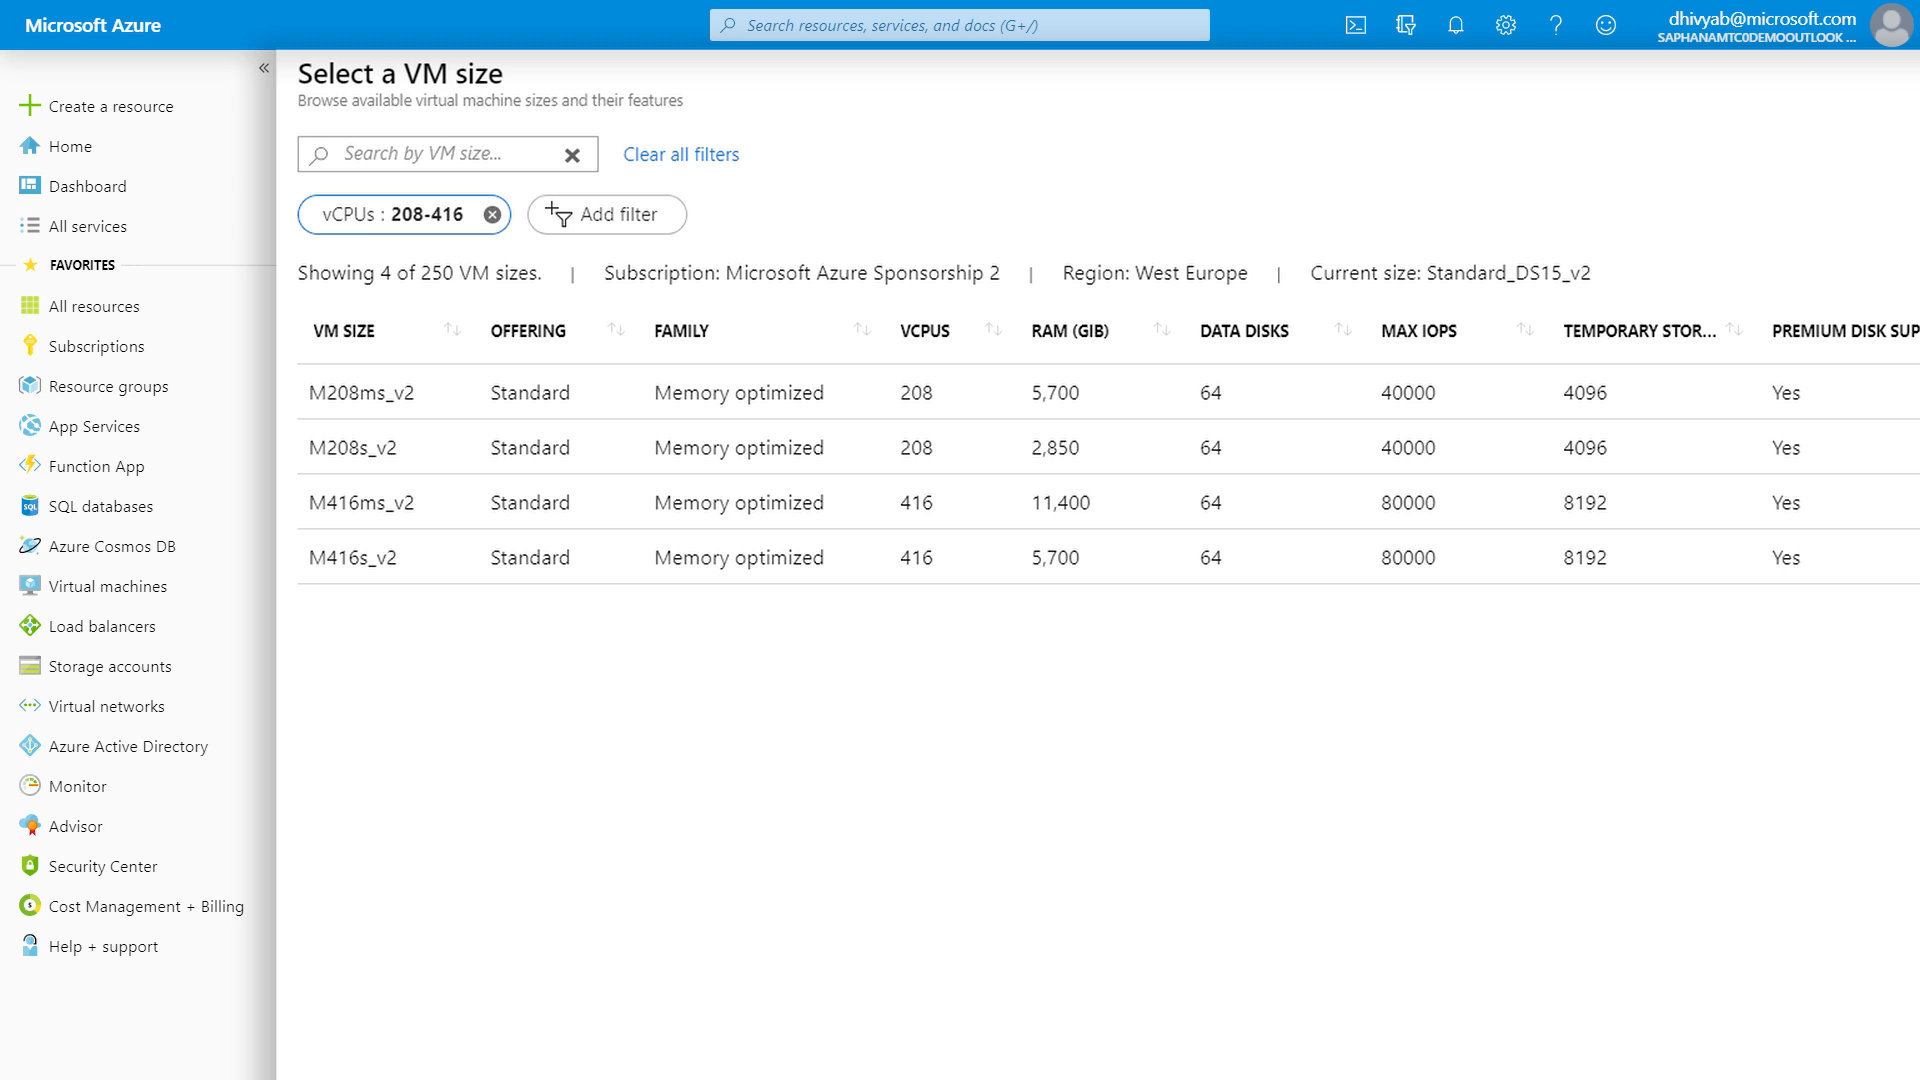 Microsoft Azure
Search resources, services, and docs (G+/)
dhivyab@microsoft.com
SAPHANAMTC0DEMOOUTLOOK ...
Select a VM size
Browse available virtual machine sizes and their features
Create a resource
Home
Dashboard
All services
FAVORITES
All resources
Subscriptions
Resource groups
App Services
Function App
SQL databases
Azure Cosmos DB
Virtual machines
Load balancers
Storage accounts
Virtual networks
Azure Active Directory
Monitor
Advisor
Security Center
Cost Management + Billing
Help + support
Search by VM size...
Clear all filters
vCPUs : 208-416
Add filter
Showing 4 of 250 VM sizes. | Subscription: Microsoft Azure Sponsorship 2 | Region: West Europe | Current size: Standard_DS15_v2
VM SIZE OFFERING FAMILY VCPUS RAM (GIB) DATA DISKS MAX IOPS TEMPORARY STOR... PREMIUM DISK SUP
M208ms_v2 Standard Memory optimized 208 5,700 64 40000 4096 Yes
M208s_v2 Standard Memory optimized 208 2,850 64 40000 4096 Yes
M416ms_v2 Standard Memory optimized 416 11,400 64 80000 8192 Yes
M416s_v2 Standard Memory optimized 416 5,700 64 80000 8192 Yes